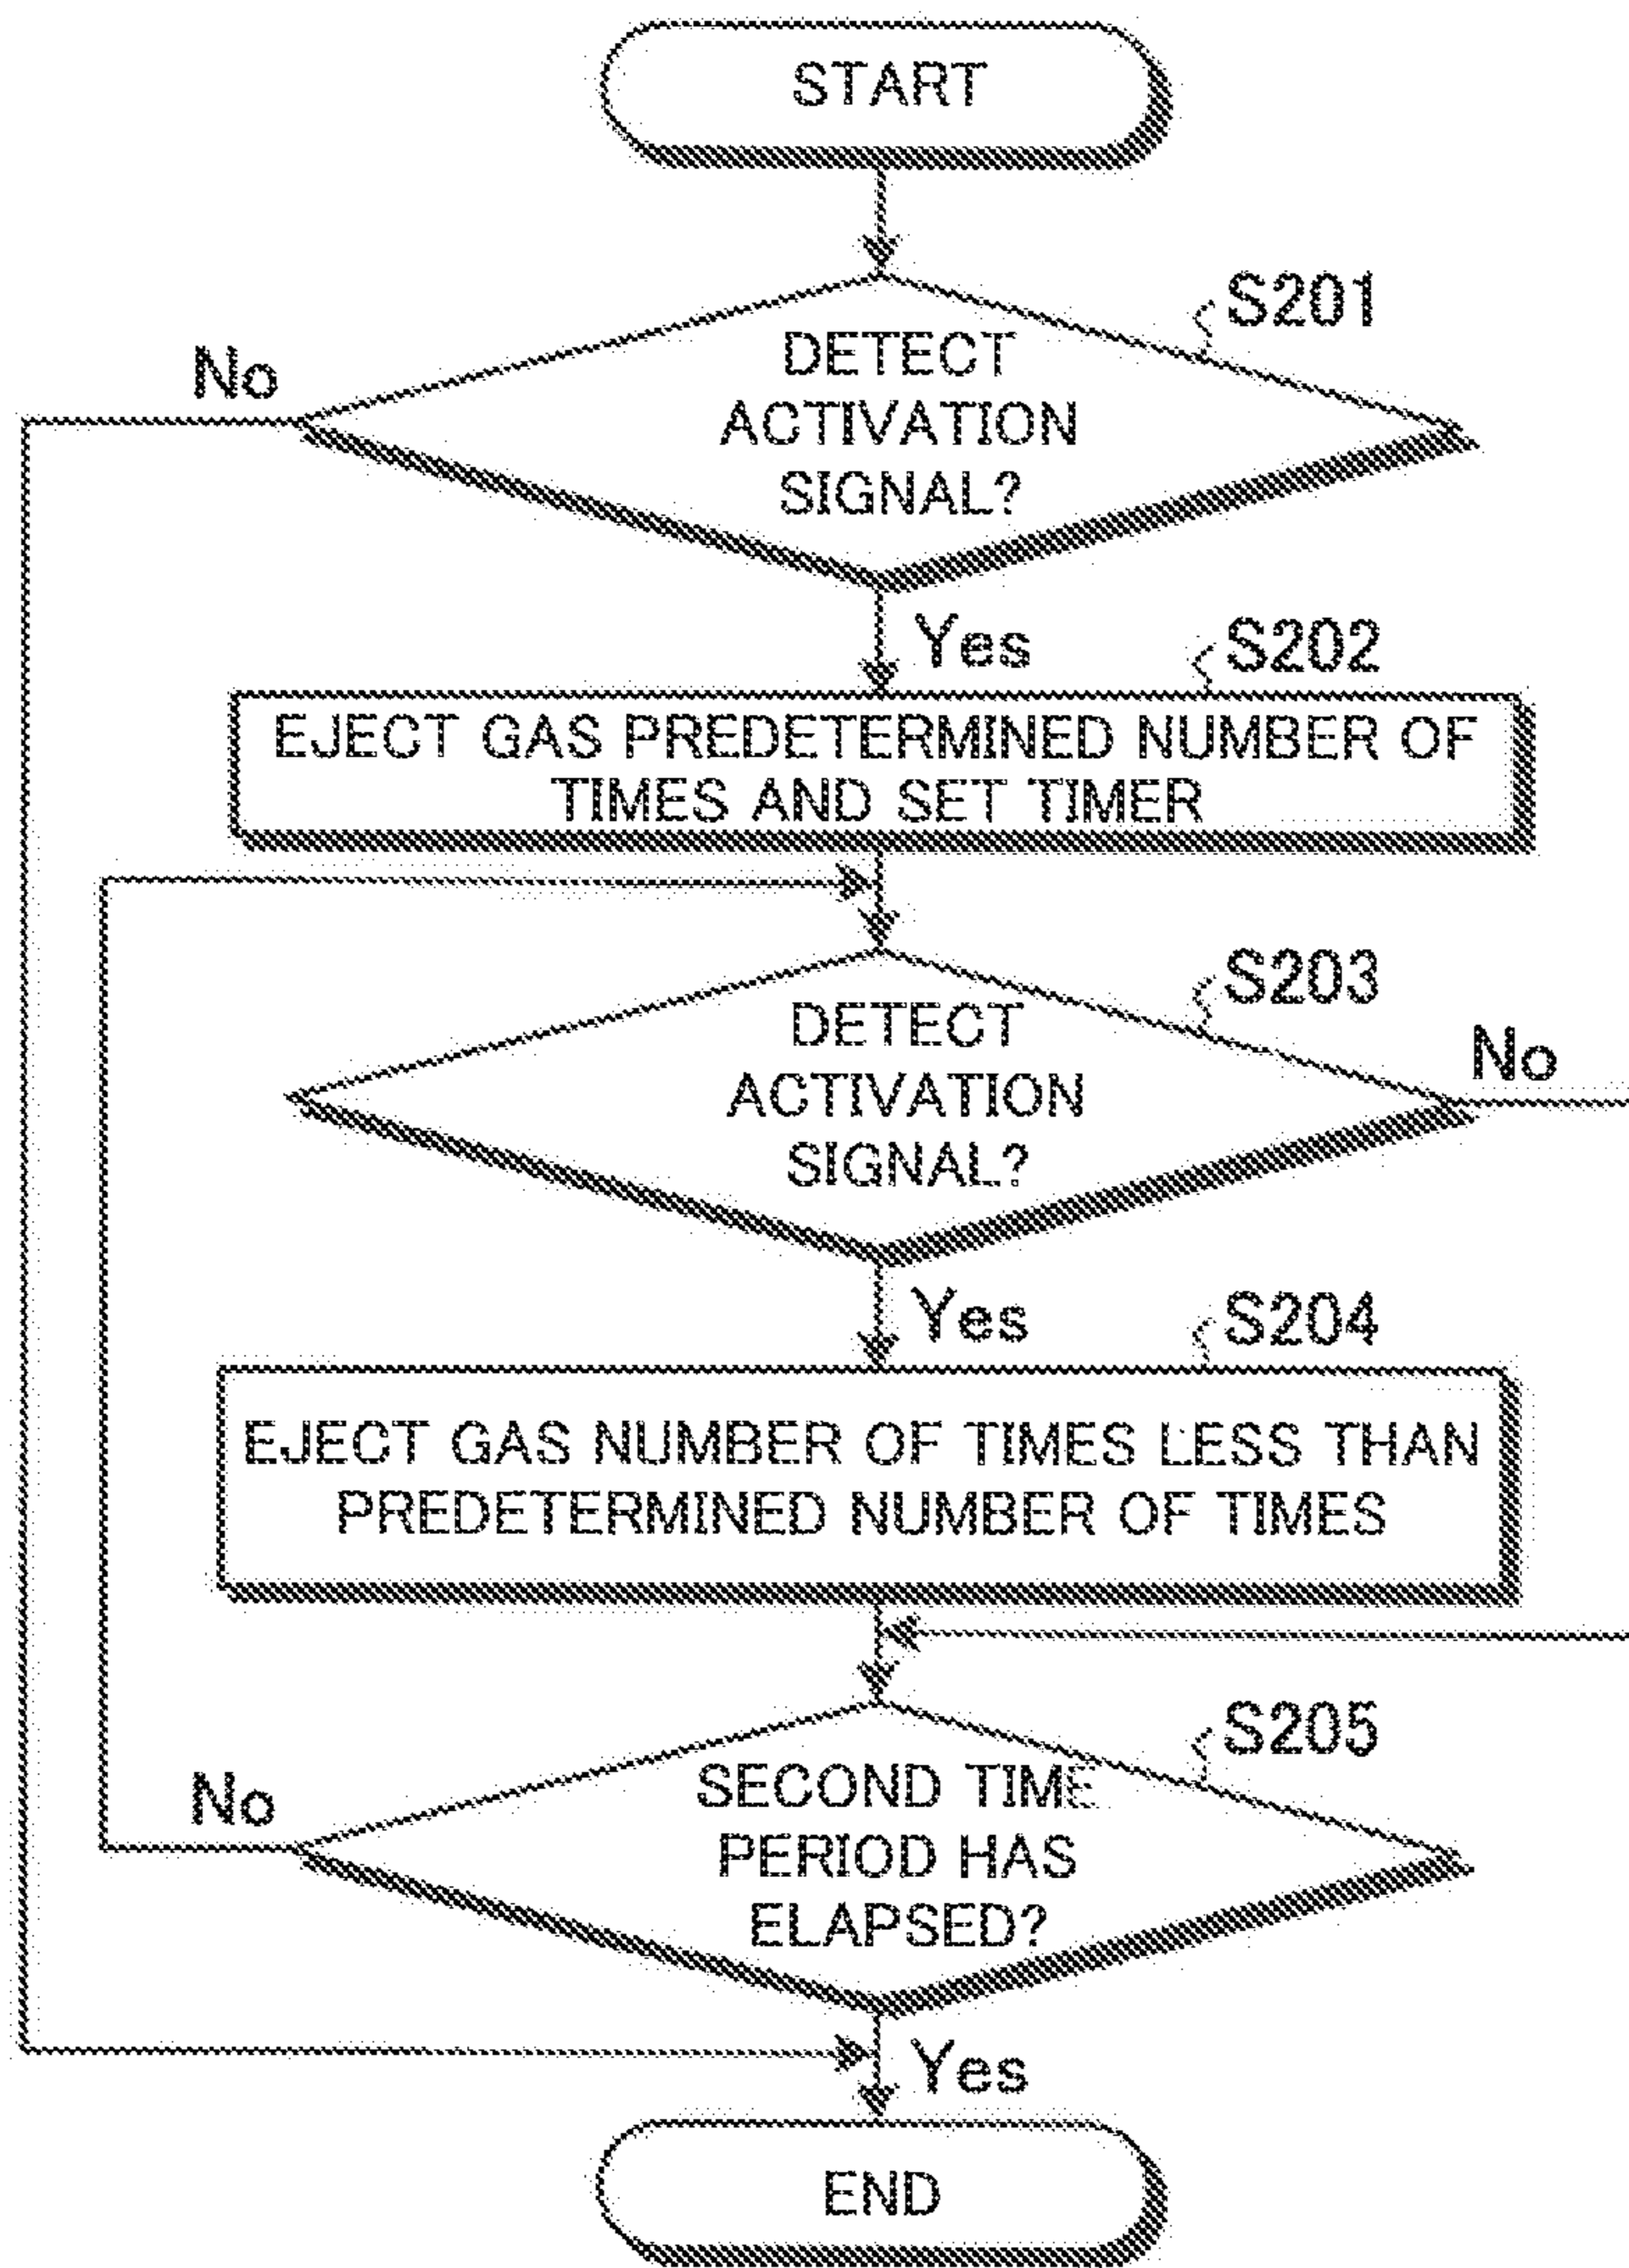 START
S201
No
DETECT
ACTIVATION
SIGNAL?
Yes
S202
EJECT GAS PREDETERMINED NUMBER OF
TIMES AND SET TIMER
S203
DETECT
ACTIVATION
SIGNAL?
No
Yes
S204
EJECT GAS NUMBER OF TIMES LESS THAN
PREDETERMINED NUMBER OF TIMES
S205
No
SECOND TIME
PERIOD HAS
ELAPSED?
Yes
END